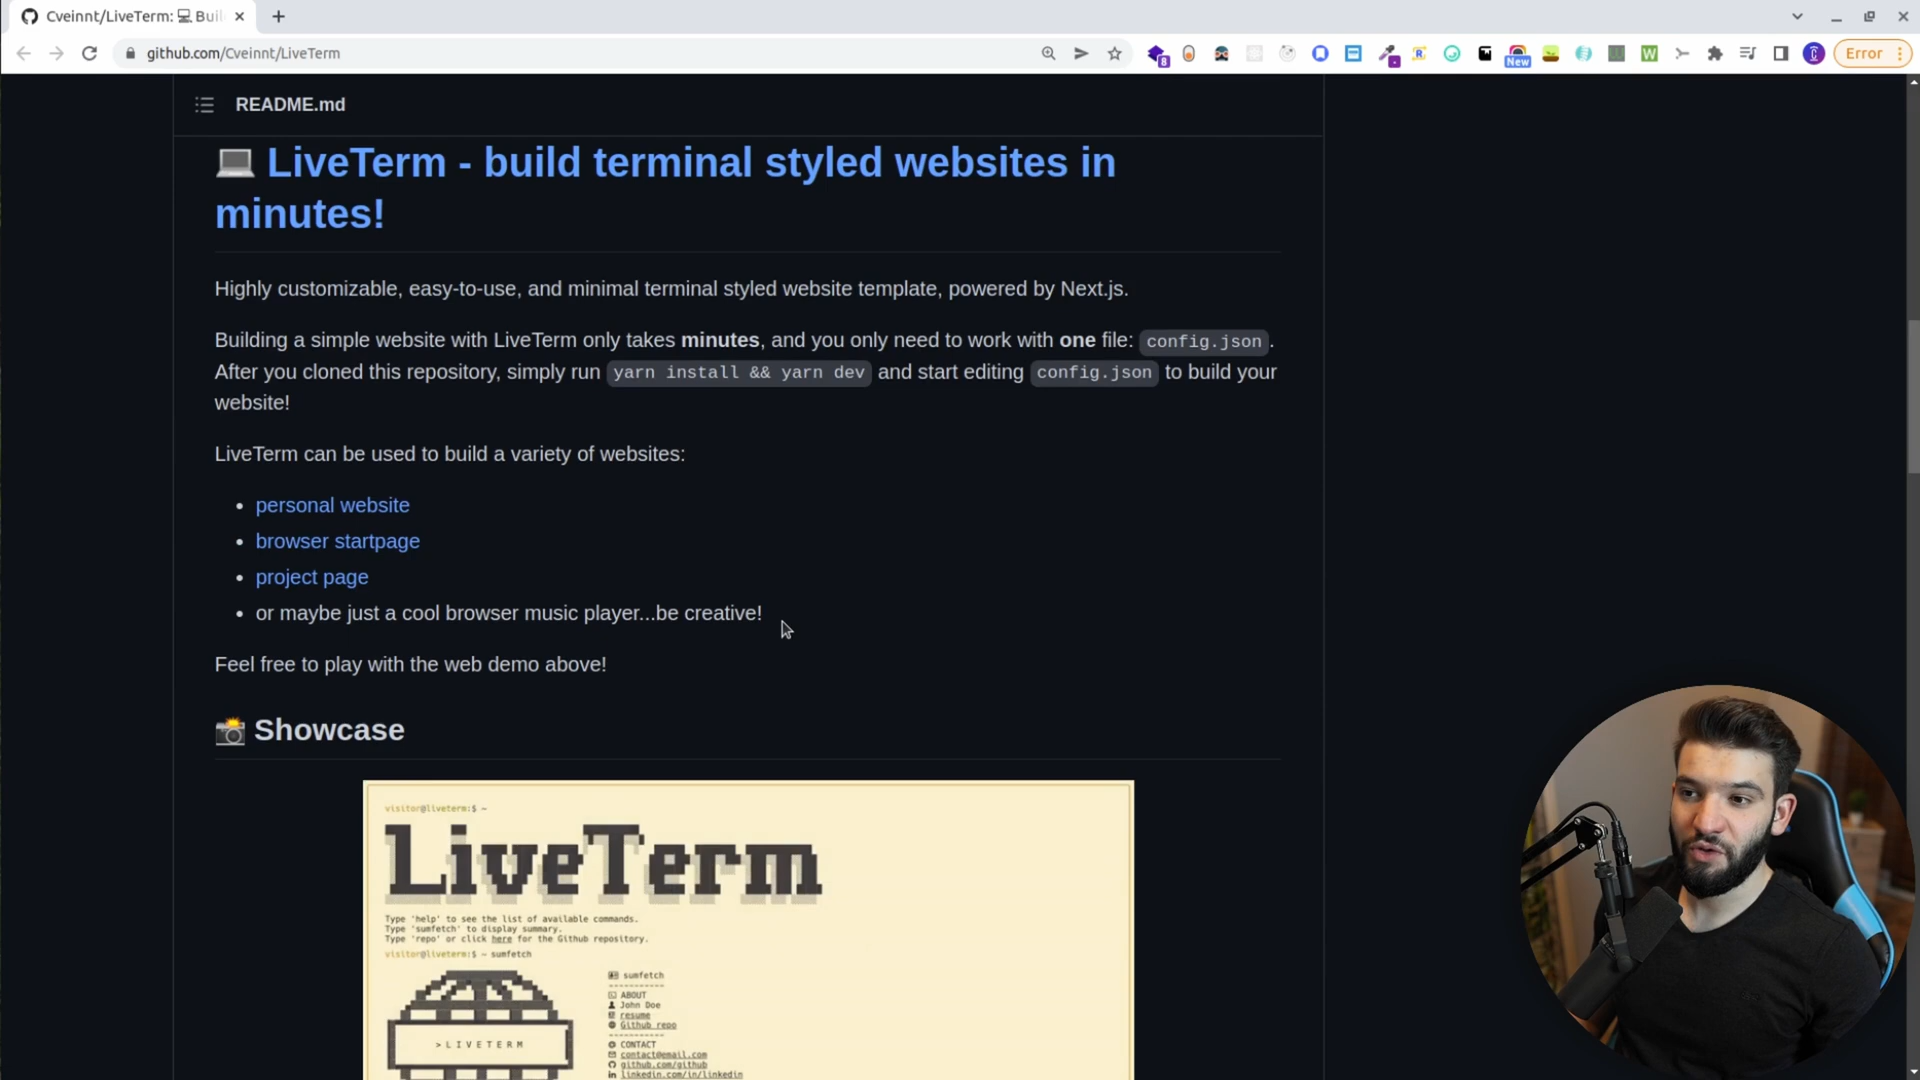 Cveinnt/LiveTerm: 💻 Buil
github.com/Cveinnt/LiveTerm
8
New
Error
README.md
💻 LiveTerm - build terminal styled websites in
minutes!
Highly customizable, easy-to-use, and minimal terminal styled website template, powered by Next.js.
Building a simple website with LiveTerm only takes minutes, and you only need to work with one file: config.json.
After you cloned this repository, simply run yarn install && yarn dev and start editing config.json to build your
website!
LiveTerm can be used to build a variety of websites:
• personal website
• browser startpage
• project page
• or maybe just a cool browser music player...be creative!
Feel free to play with the web demo above!
📸 Showcase
visitor@liveterm:$ ~
LiveTerm
Type 'help' to see the list of available commands.
Type 'sumfetch' to display summary.
Type 'repo' or click here for the Github repository.
visitor@liveterm:$ ~ sumfetch
sumfetch
-----------
ABOUT
John Doe
resume
Github repo
-----------
CONTACT
contact@email.com
github.com/github
linkedin.com/in/linkedin
>LIVETERM